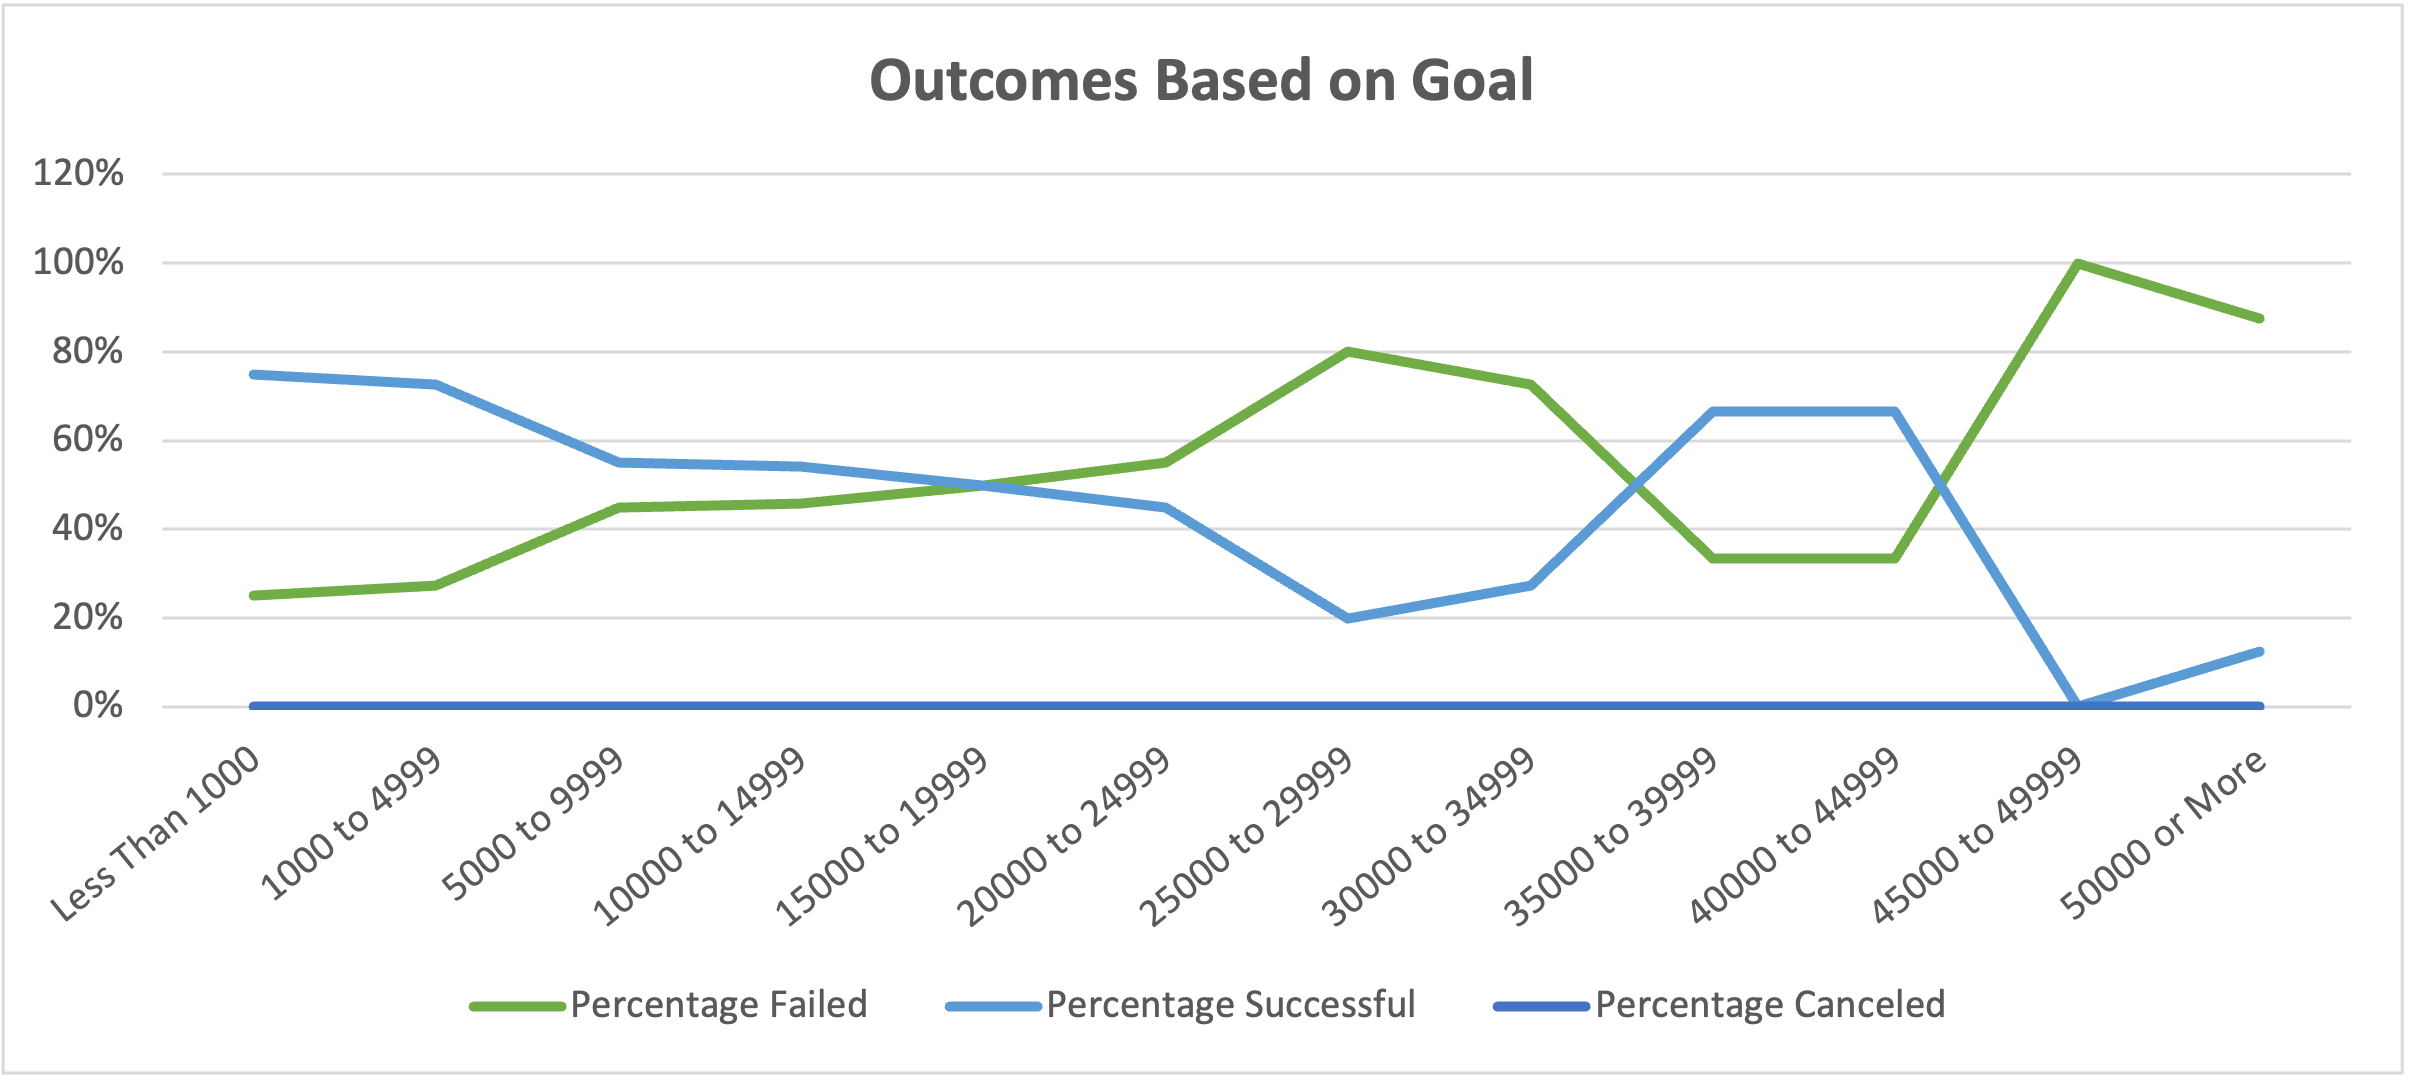 Outcomes Based on Goal
120%
100%
80%
60%
40%
20%
0%
Less Than 1000
1000 to 4999
5000 to 9999
10000 to 14999
15000 to 19999
20000 to 24999
25000 to 29999
30000 to 34999
35000 to 39999
40000 to 44999
45000 to 49999
50000 or More
Percentage Failed
Percentage Successful
Percentage Canceled